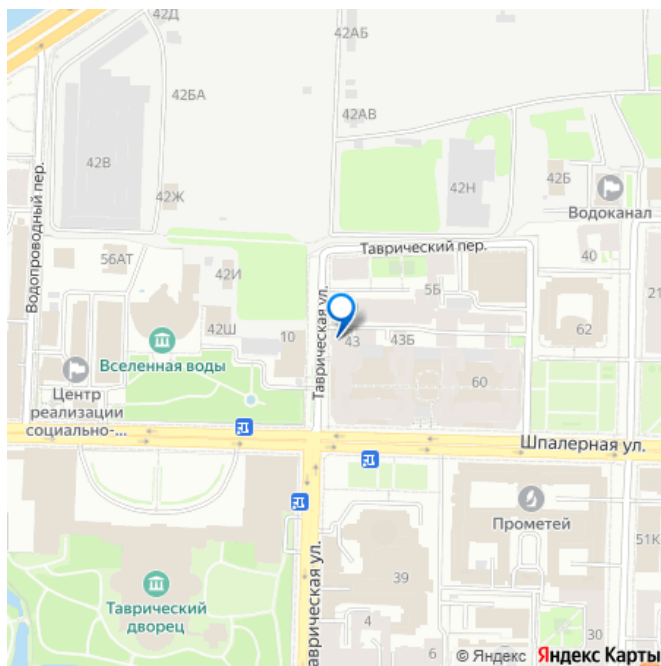 42Д
42АБ
42БА
42АВ
42В
42Н
42Б
42Ж
Водоканал
Водопроводный пер.
Таврический пер.
40
56АТ
42И
5Б
21
Таврическая ул.
42Ш
10
43
43Б
62
Вселенная воды
Центр
реализации
социально-...
60
Шпалерная ул.
Прометей
51К
Таврический
дворец
аврическая ул.
39
4
6
30
© Яндекс Яндекс Карты